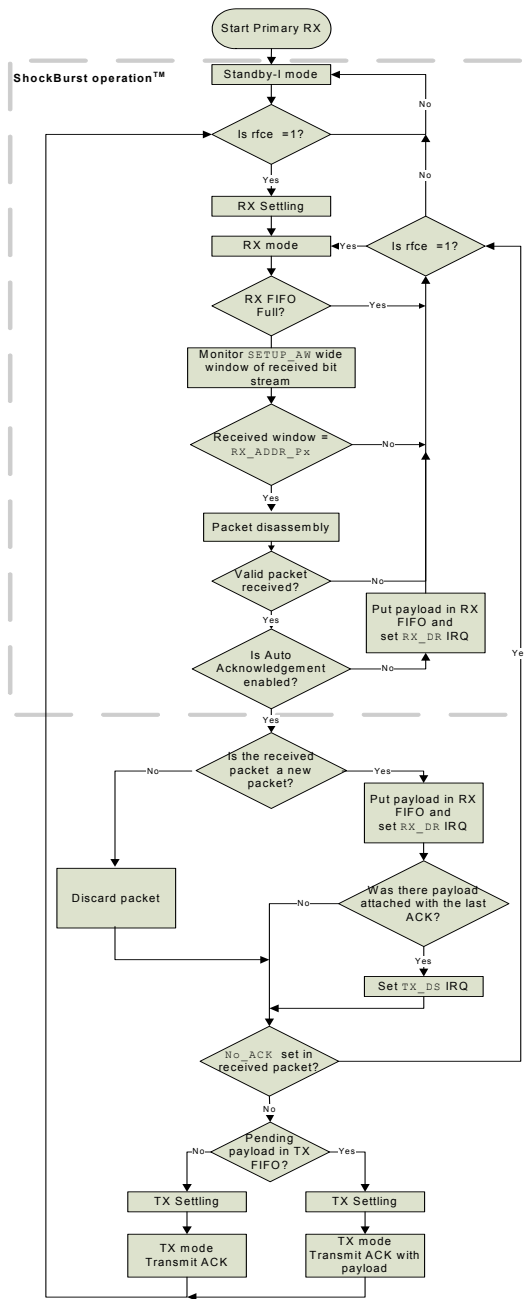 Start Primary RX
ShockBurst operation™
Standby-I mode
No
Is rfce =1?
Yes
No
RX Settling
RX mode
Yes
Is rfce =1?
RX FIFO
Full?
Yes
Monitor SETUP_AW wide
window of received bit
stream
Received window =
RX_ADDR_Px
No
Yes
Packet disassembly
Valid packet
received?
No
Yes
Put payload in RX
FIFO and
set RX_DR IRQ
Ye
Is Auto
Acknowledgement
enabled?
No
Yes
Is the received
packet a new
packet?
No
Yes
Put payload in RX
FIFO and
set RX_DR IRQ
Discard packet
Was there payload
attached with the last
ACK?
No
Yes
Set TX_DS IRQ
No_ACK set in
received packet?
No
Pending
payload in TX
FIFO?
No
Yes
TX Settling
TX Settling
TX mode
Transmit ACK
TX mode
Transmit ACK with
payload